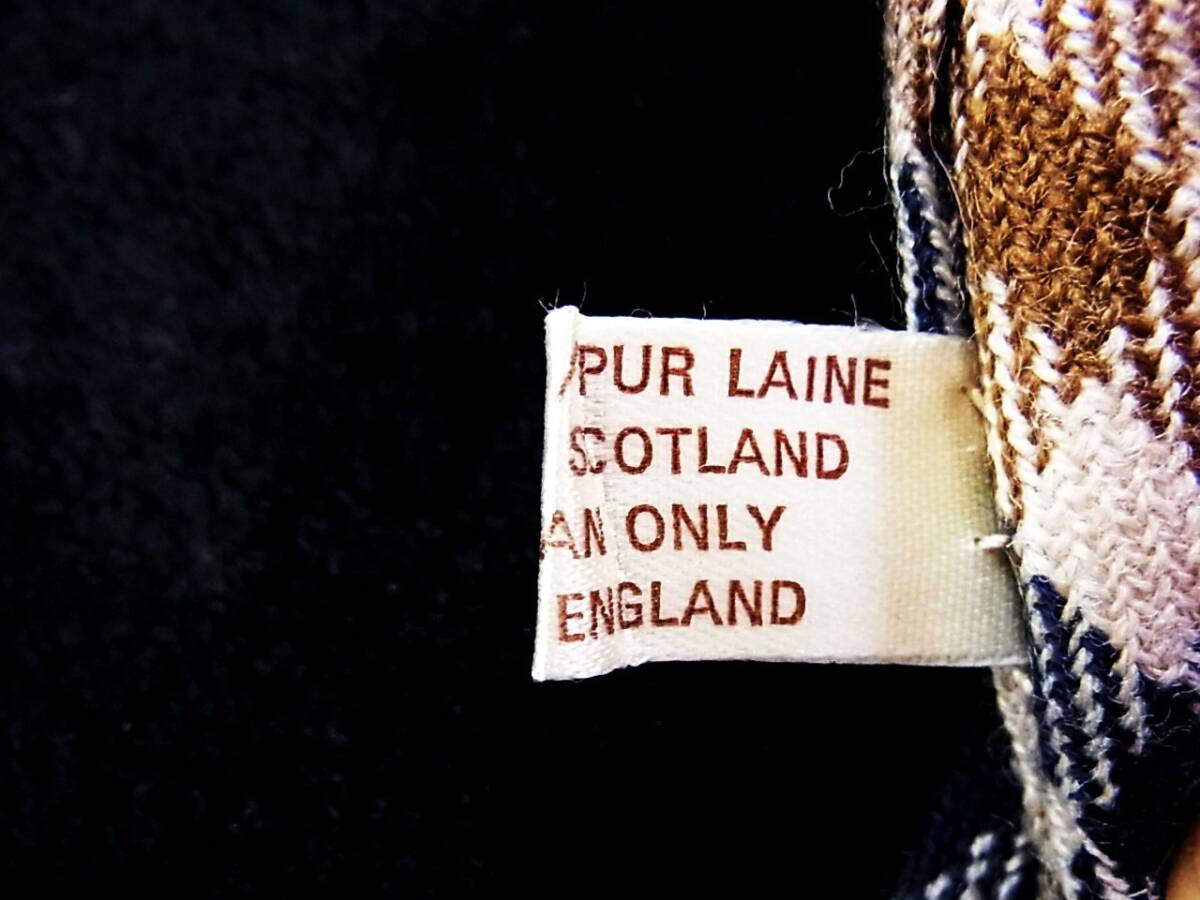 /PUR LAINE
SCOTLAND
AN ONLY
ENGLAND